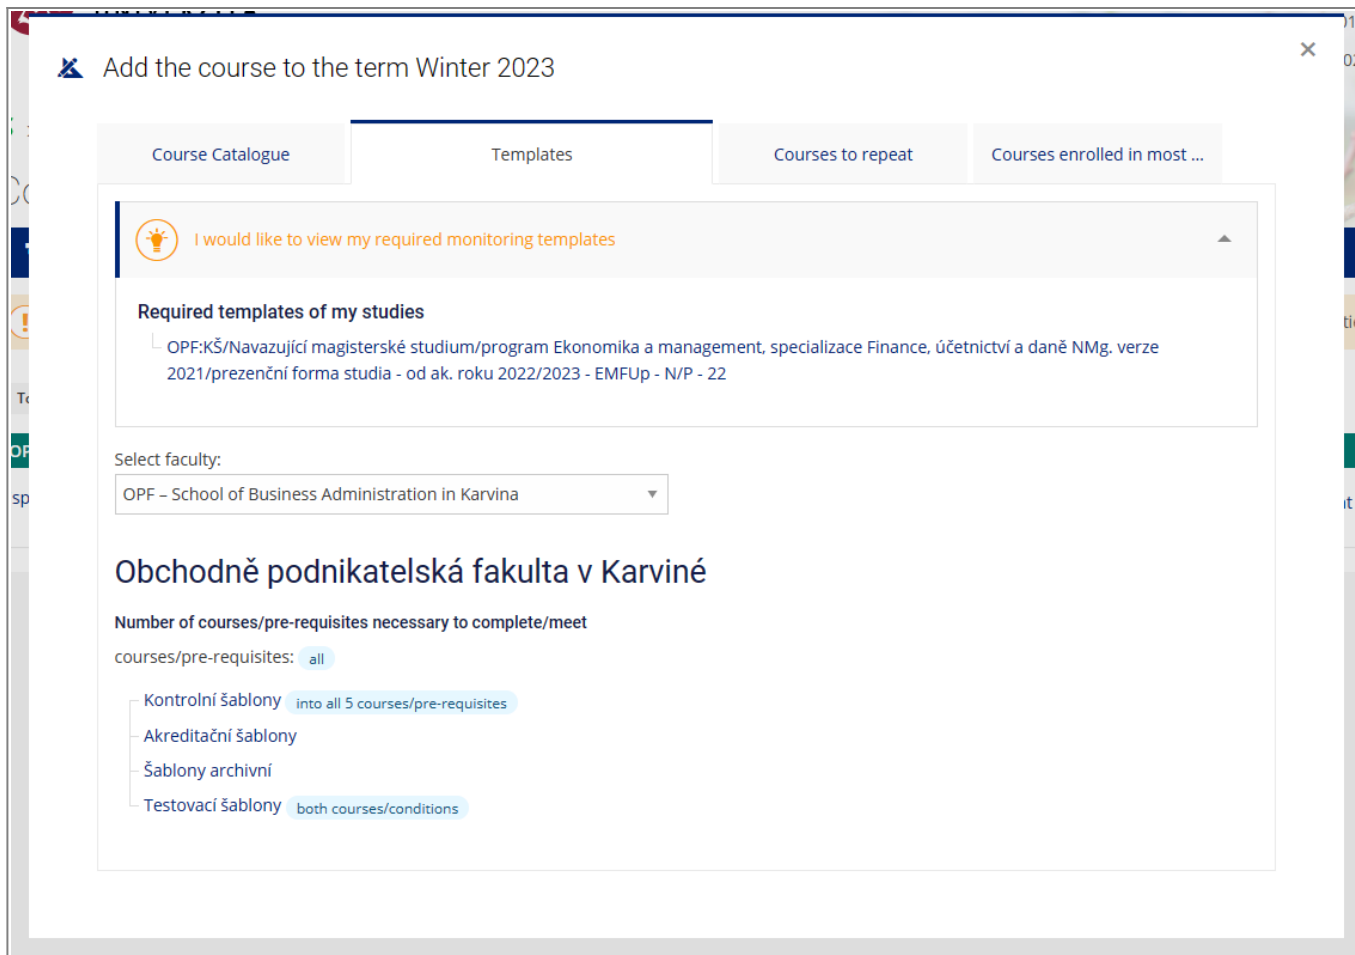 Add the course to the term Winter 2023
×
Course Catalogue
Templates
Courses to repeat
Courses enrolled in most ...
I would like to view my required monitoring templates
Required templates of my studies
OPF:KŠ/Navazující magisterské studium/program Ekonomika a management, specializace Finance, účetnictví a daně NMg. verze
2021/prezenční forma studia - od ak. roku 2022/2023 - EMFUp - N/P - 22
Select faculty:
OPF – School of Business Administration in Karvina
Obchodně podnikatelská fakulta v Karviné
Number of courses/pre-requisites necessary to complete/meet
courses/pre-requisites: all
Kontrolní šablony into all 5 courses/pre-requisites
Akreditační šablony
Šablony archivní
Testovací šablony both courses/conditions